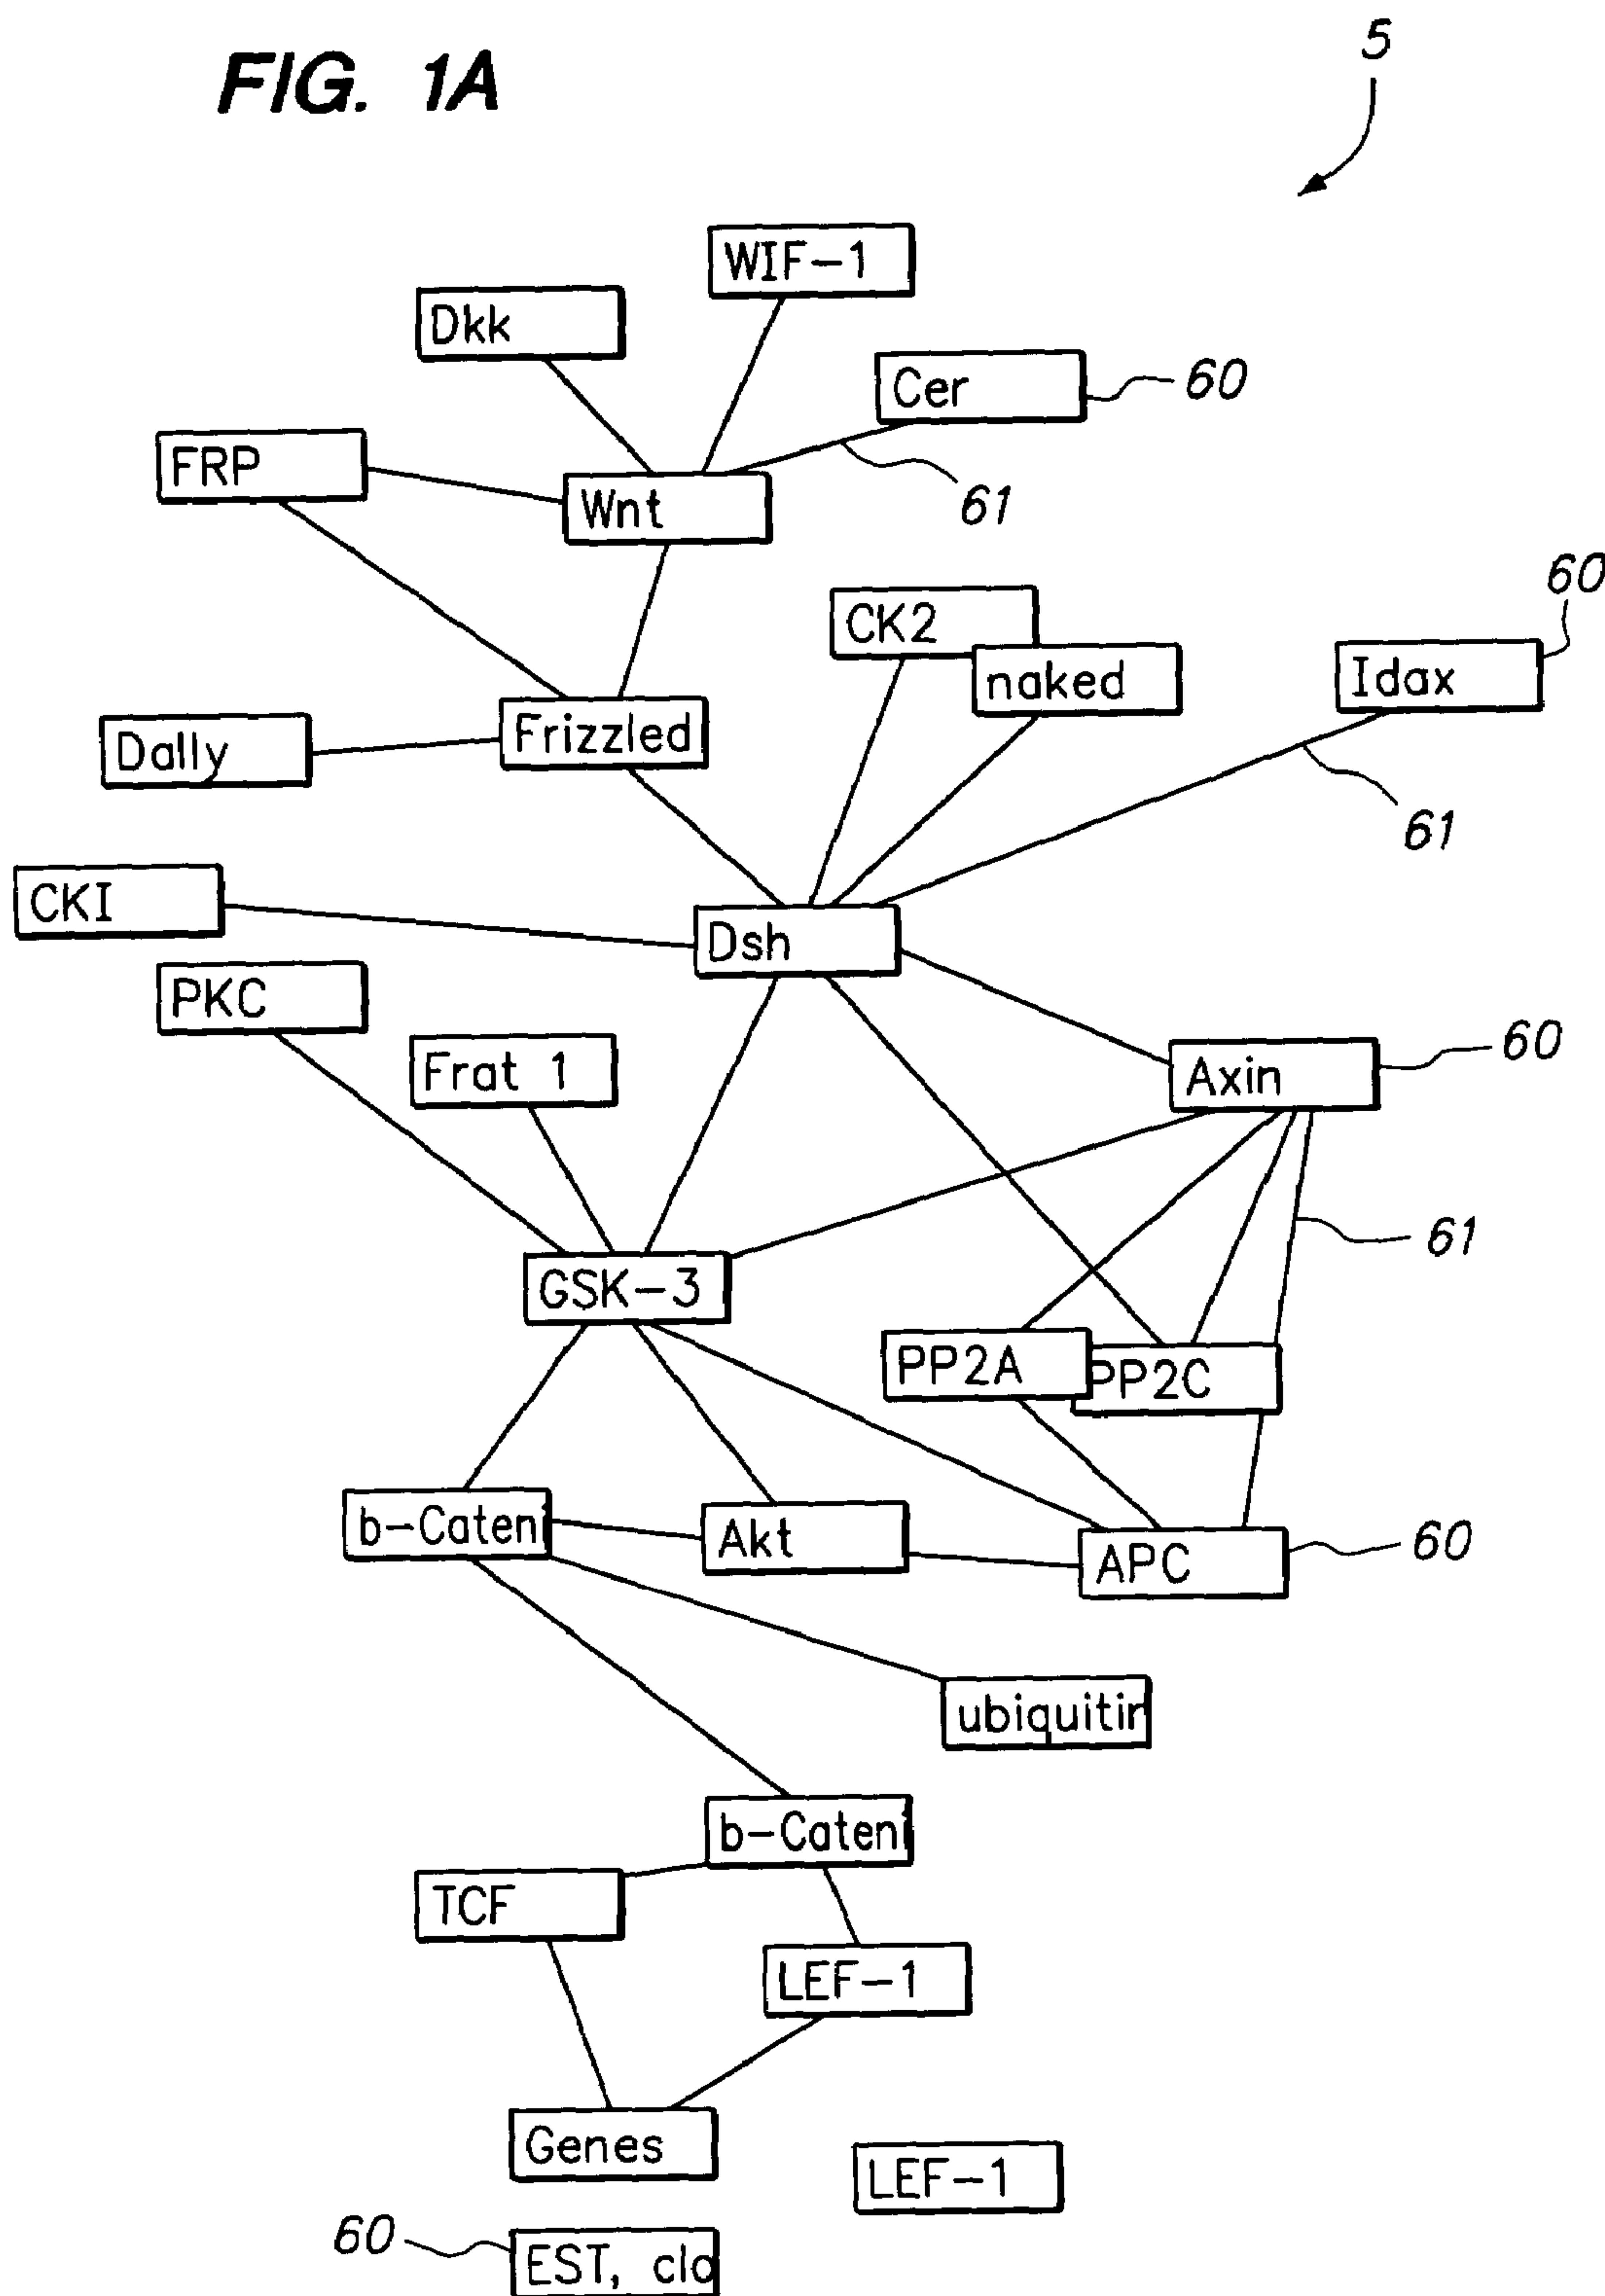 5
FIG. 1A
WIF-1
Dkk
Cer
60
FRP
Wnt
61
60
CK2
naked
Idax
Dally
Frizzled
61
CKI
Dsh
PKC
60
Frat 1
Axin
61
GSK-3
PP2A
PP2C
b-Cateni
Akt
60
APC
ubiquitin
b-Cateni
TCF
LEF-1
Genes
LEF-1
60
EST, clo